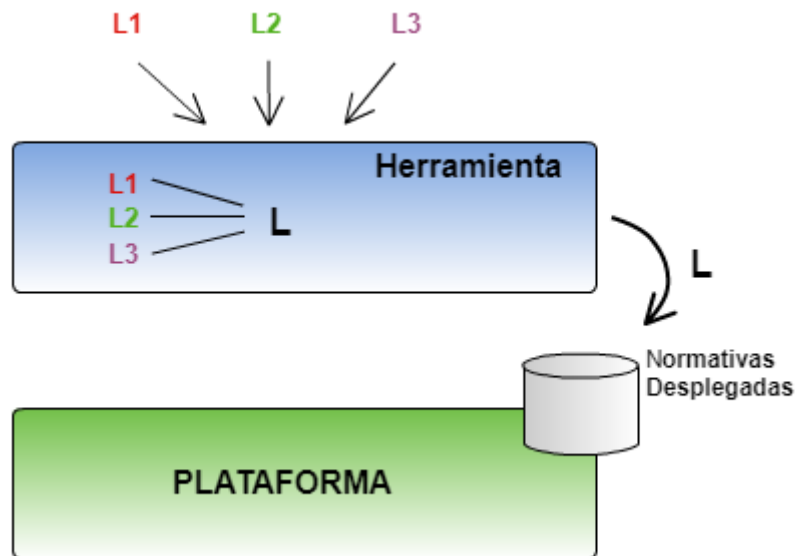 L1 L2 L3
Herramienta
L1
L2
L
L3
L
Normativas
Desplegadas
PLATAFORMA